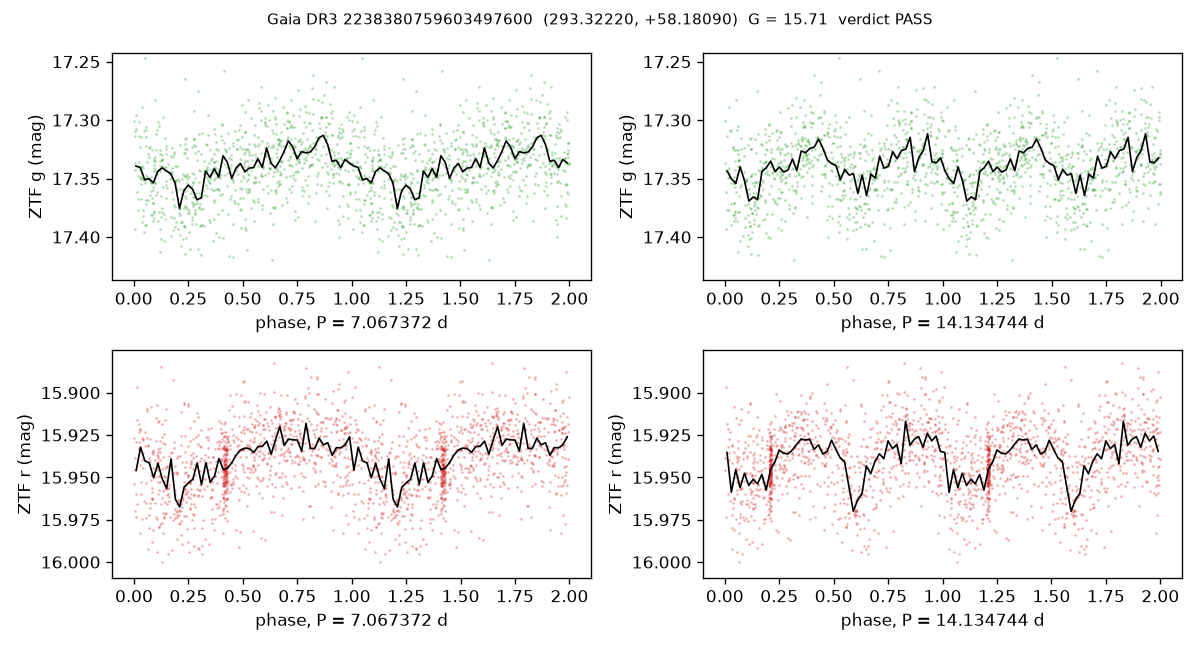 Gaia DR3 2238380759603497600  (293.32220, +58.18090)  G = 15.71  verdict PASS
17.25
17.30
17.35
17.40
ZTF g (mag)
0.00 0.25 0.50 0.75 1.00 1.25 1.50 1.75 2.00
phase, P = 7.067372 d
17.25
17.30
17.35
17.40
ZTF g (mag)
0.00 0.25 0.50 0.75 1.00 1.25 1.50 1.75 2.00
phase, P = 14.134744 d
15.900
15.925
15.950
15.975
16.000
ZTF r (mag)
0.00 0.25 0.50 0.75 1.00 1.25 1.50 1.75 2.00
phase, P = 7.067372 d
15.900
15.925
15.950
15.975
16.000
ZTF r (mag)
0.00 0.25 0.50 0.75 1.00 1.25 1.50 1.75 2.00
phase, P = 14.134744 d